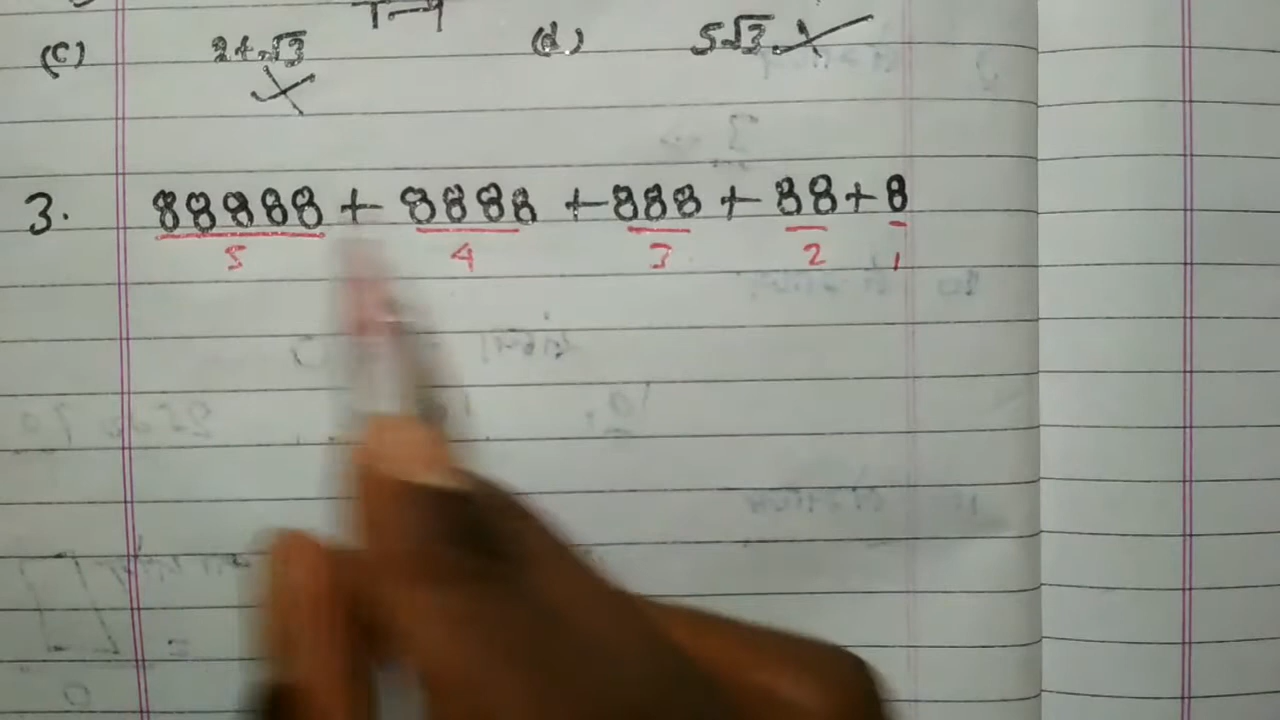 (c) 2+√3 (d) 5√3
3. 88888 + 8888 + 888 + 88 + 8
5 4 3 2 1